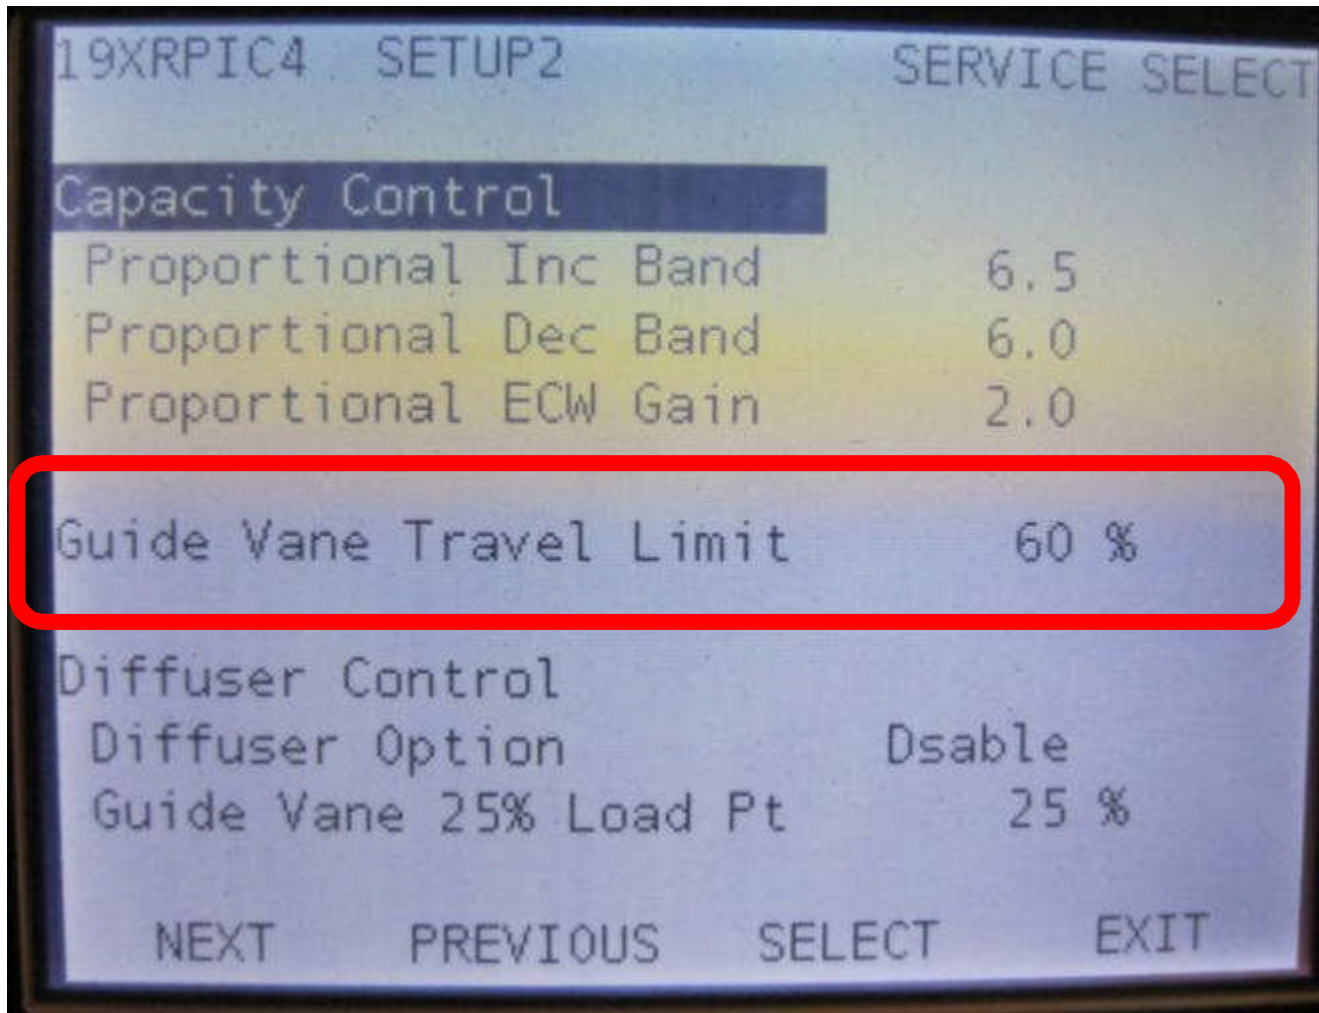 19XRPIC4 SETUP2 SERVICE SELECT
Capacity Control
Proportional Inc Band 6.5
Proportional Dec Band 6.0
Proportional ECW Gain 2.0
Guide Vane Travel Limit 60 %
Diffuser Control
Diffuser Option Dsable
Guide Vane 25% Load Pt 25 %
NEXT PREVIOUS SELECT EXIT